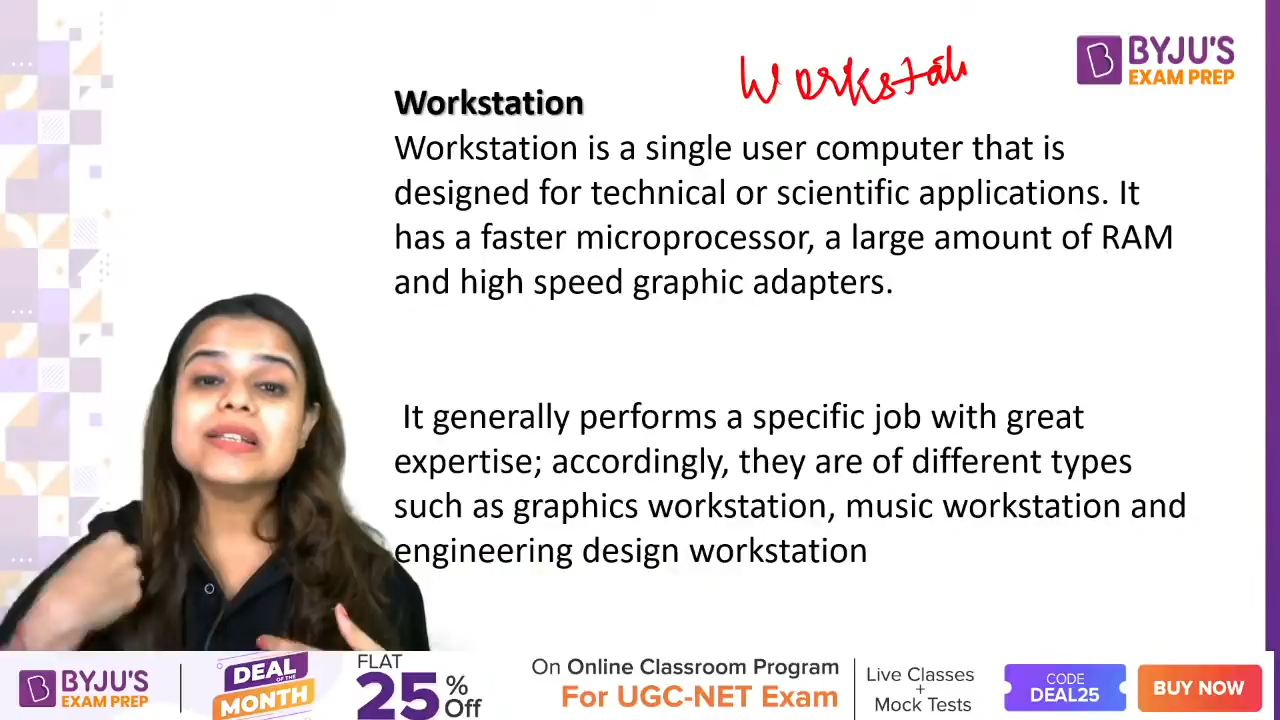 Worksta
BYJU'S
EXAM PREP
Workstation
Workstation is a single user computer that is
designed for technical or scientific applications. It
has a faster microprocessor, a large amount of RAM
and high speed graphic adapters.
It generally performs a specific job with great
expertise; accordingly, they are of different types
such as graphics workstation, music workstation and
engineering design workstation
BYJU'S
EXAM PREP
DEAL
OF THE
MONTH
FLAT
25% Off
On Online Classroom Program
For UGC-NET Exam
Live Classes
+
Mock Tests
CODE
DEAL25
BUY NOW